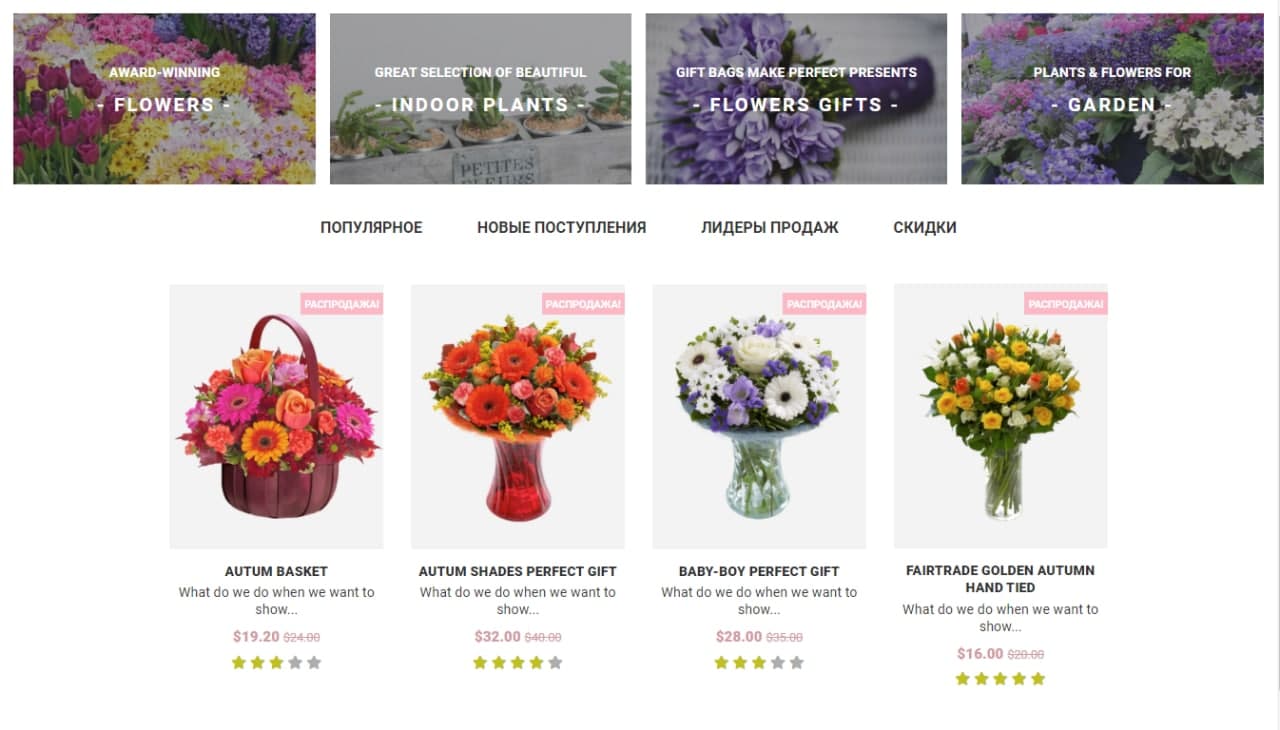 AWARD-WINNING
- FLOWERS -
GREAT SELECTION OF BEAUTIFUL
- INDOOR PLANTS -
PETITES
FLEURS
GIFT BAGS MAKE PERFECT PRESENTS
- FLOWERS GIFTS -
PLANTS & FLOWERS FOR
- GARDEN -
ПОПУЛЯРНОЕ
НОВЫЕ ПОСТУПЛЕНИЯ
ЛИДЕРЫ ПРОДАЖ
СКИДКИ
РАСПРОДАЖА!
AUTUM BASKET
What do we do when we want to
show...
$19.20 $24.00
РАСПРОДАЖА!
AUTUM SHADES PERFECT GIFT
What do we do when we want to
show...
$32.00 $40.00
РАСПРОДАЖА!
BABY-BOY PERFECT GIFT
What do we do when we want to
show...
$28.00 $35.00
РАСПРОДАЖА!
FAIRTRADE GOLDEN AUTUMN
HAND TIED
What do we do when we want to
show...
$16.00 $20.00